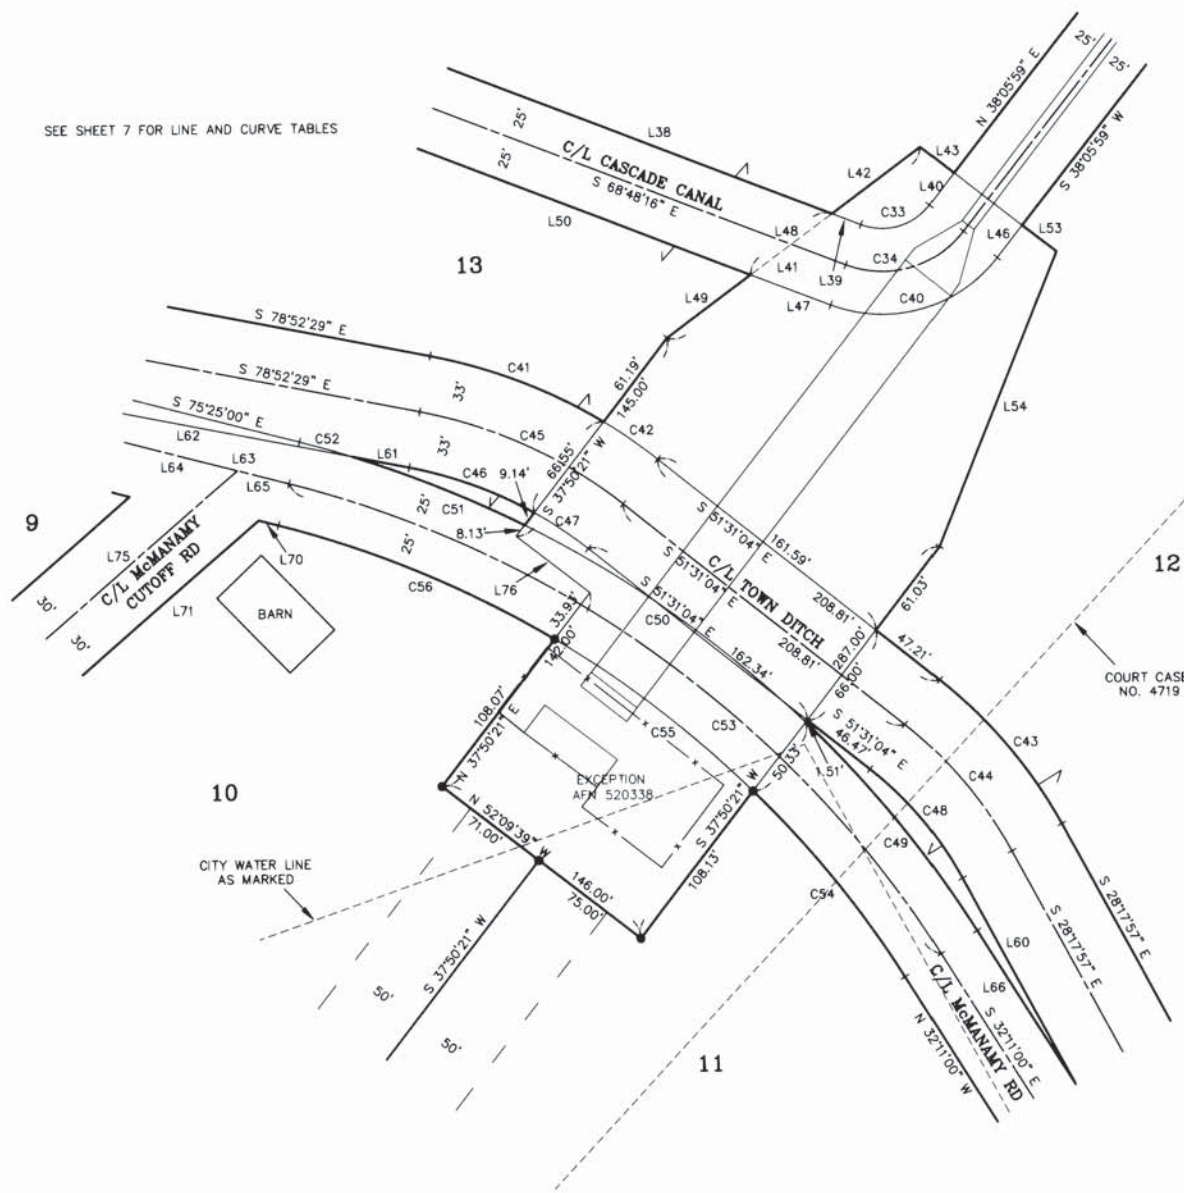 N 38°05'59" E
25'
25'
S 38°05'59" W
SEE SHEET 7 FOR LINE AND CURVE TABLES
25'
L38
25'
C/L CASCADE CANAL
S 68°48'16" E
L42
L43
L40
C33
L50
L48
L46
L53
13
L41
L39
C34
L49
L47
C40
S 78°52'29" E
C41
61.19'
145.00'
L54
S 78°52'29" E
33'
C42
S 75°25'00" E
C45
66.55'
S 37°50'21" W
L62
C52
L61
33'
C46
9.14'
L64
L63
L65
25'
C51
C47
8.13'
S 51°31'04" E
161.59'
9
25'
S 51°31'04" E
C/L TOWN DITCH
12
L75
C/L McMANAMY
CUTOFF RD
L70
L76
S 51°31'04" E
208.81'
61.03'
C56
33.93'
C50
30'
L71
BARN
142.00'
162.34'
208.81'
287.00'
47.21'
30'
66.00'
COURT CASE
NO. 4719
108.07'
N 37°50'21" E
C55
C53
S 51°31'04" E
46.47'
C43
50.33'
1.51'
C44
EXCEPTION
AFN 520338
10
N 52°09'39" W
71.00'
S 37°50'21" W
108.13'
C48
C49
CITY WATER LINE
AS MARKED
146.00'
75.00'
C54
S 28°17'57" E
S 37°50'21" W
L60
S 28°17'57" E
50'
L66
C/L McMANAMY RD
S 32°11'00" E
50'
N 32°11'00" W
11